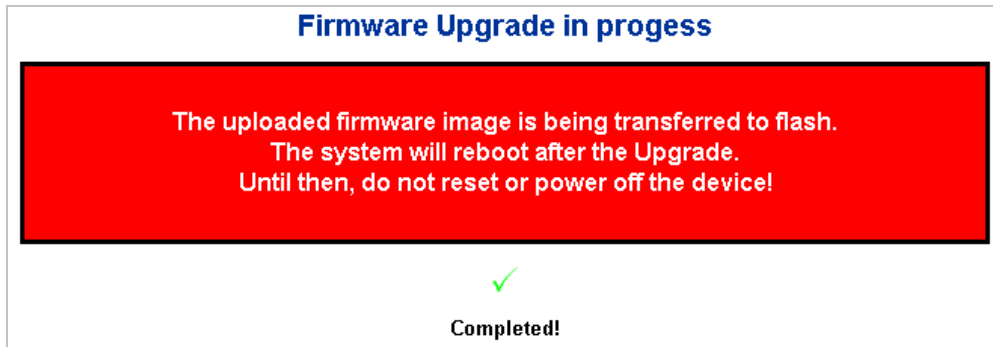 Firmware Upgrade in progess
The uploaded firmware image is being transferred to flash.
The system will reboot after the Upgrade.
Until then, do not reset or power off the device!
Completed!